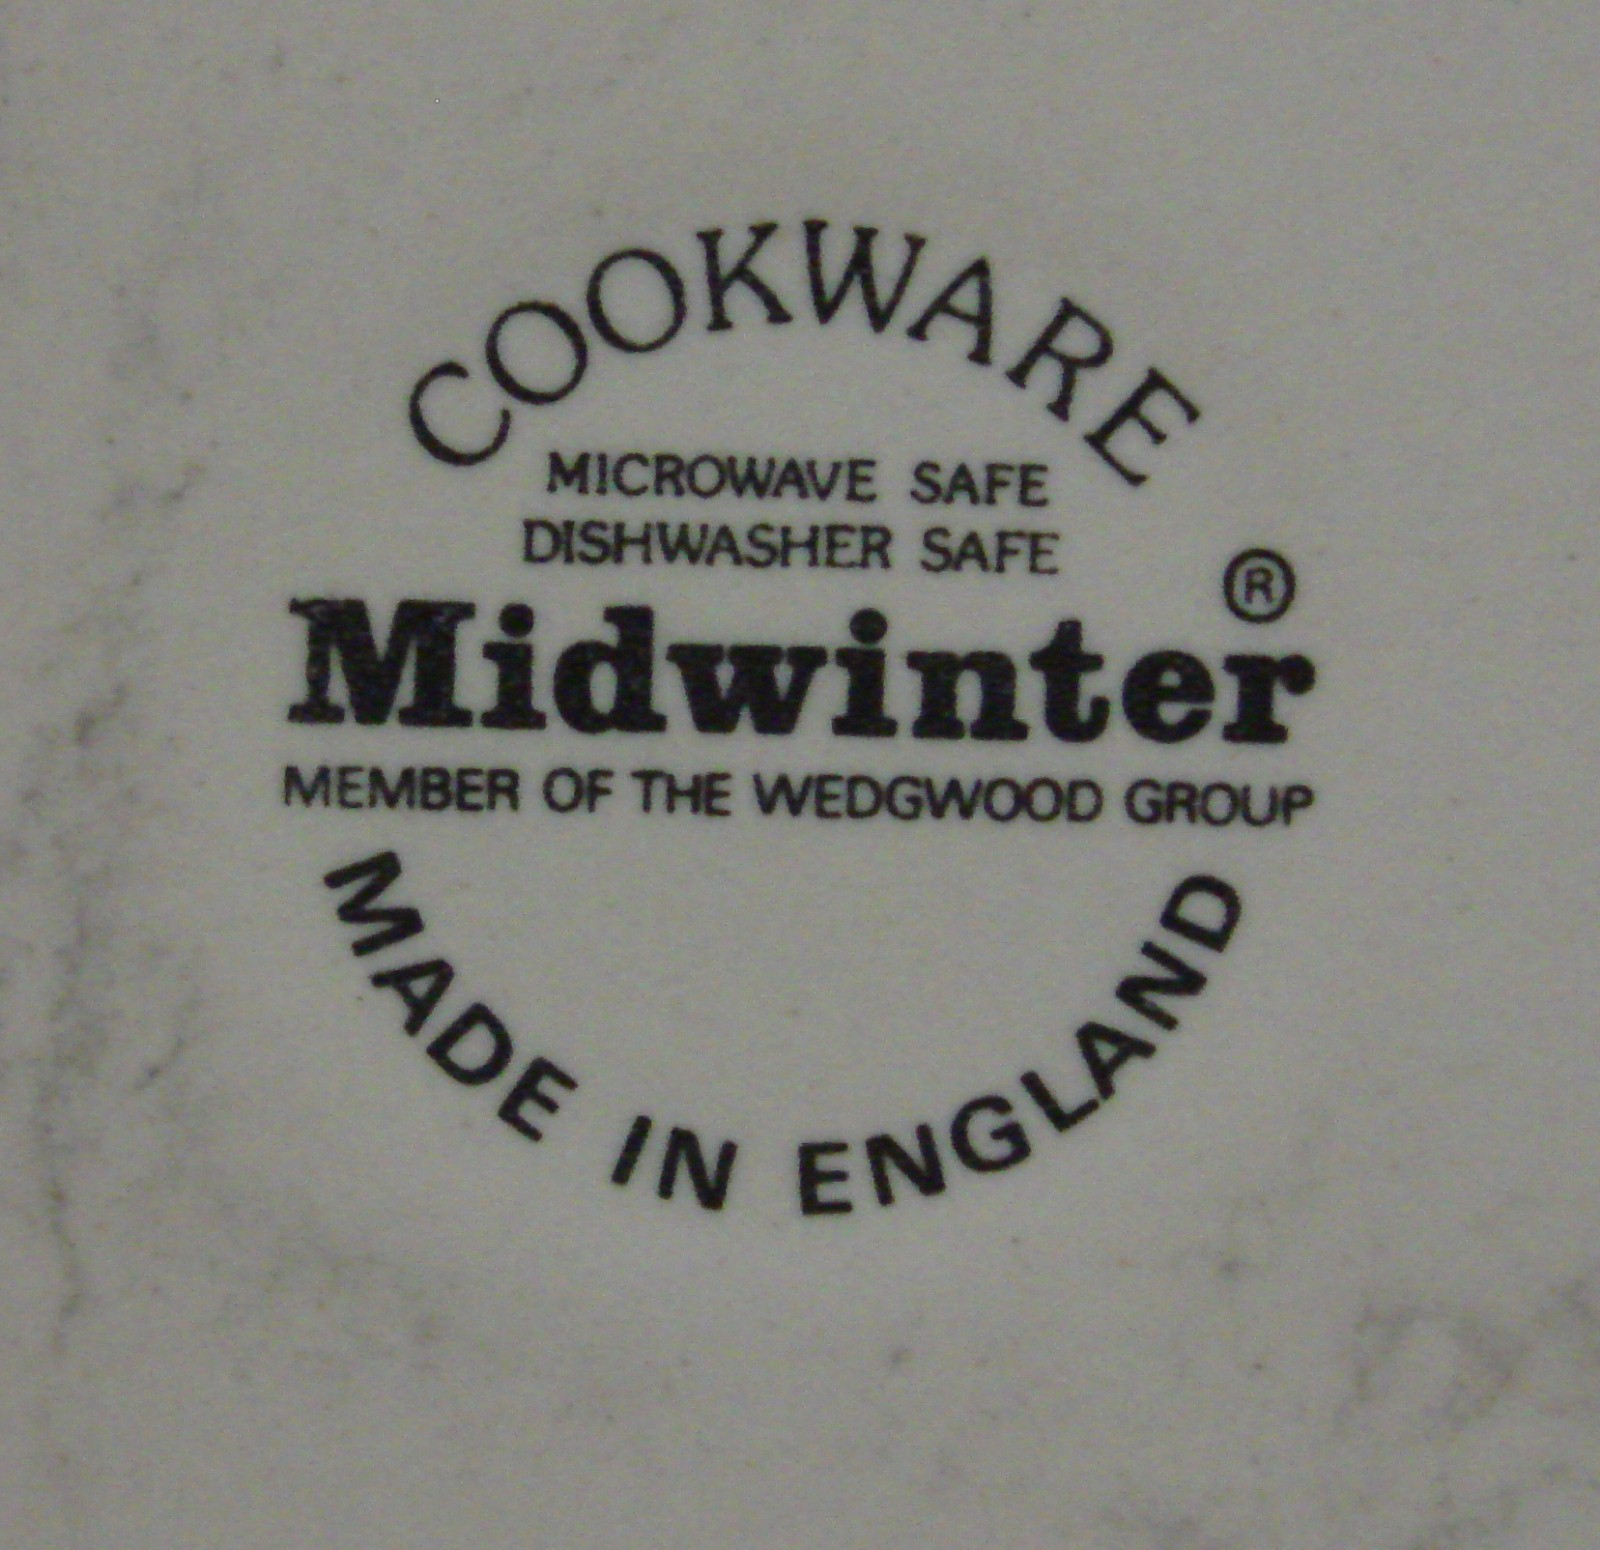 COOKWARE
MICROWAVE SAFE
DISHWASHER SAFE
Midwinter ®
MEMBER OF THE WEDGWOOD GROUP
MADE IN ENGLAND